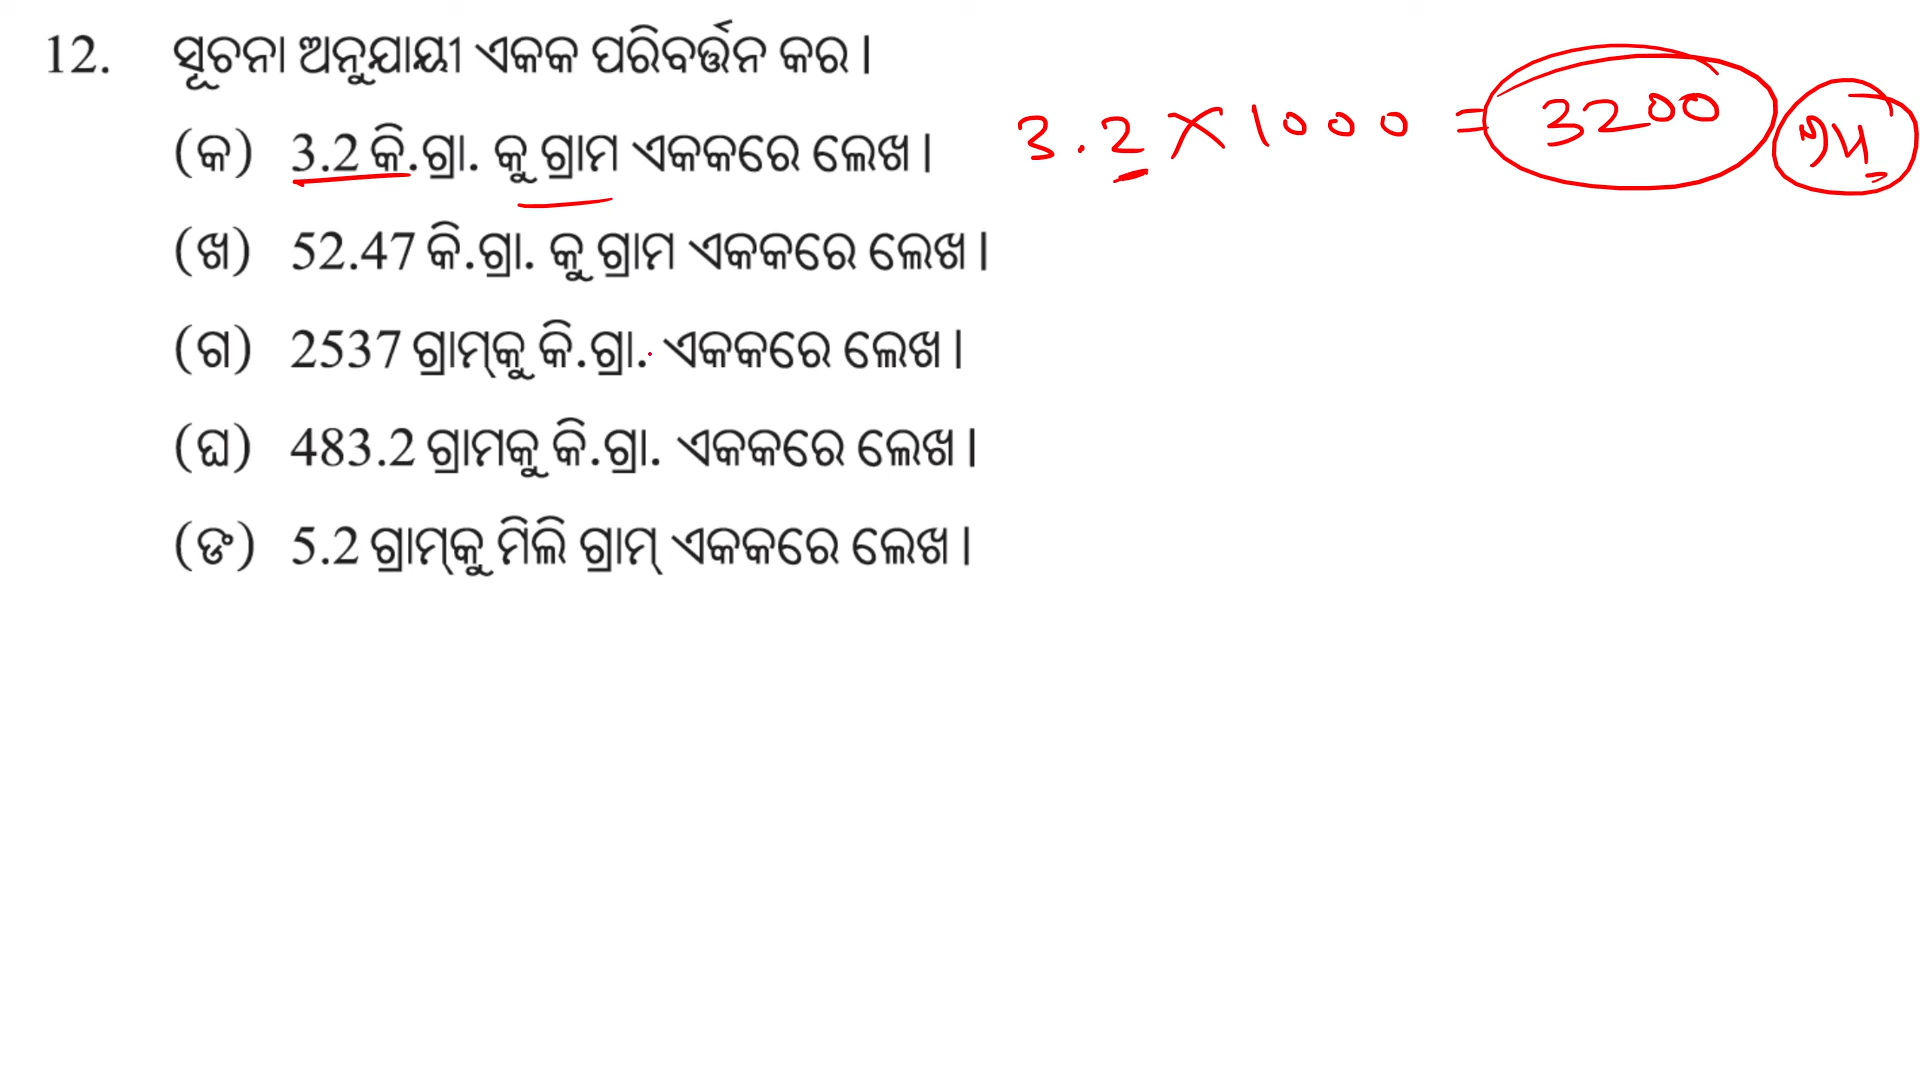 12. ସୂଚନା ଅନୁଯାୟୀ ଏକକ ପରିବର୍ତ୍ତନ କର।
(କ) 3.2 କି.ଗ୍ରା. କୁ ଗ୍ରାମ ଏକକରେ ଲେଖ।
3.2 × 1000 = 3200
(ଖ) 52.47 କି.ଗ୍ରା. କୁ ଗ୍ରାମ ଏକକରେ ଲେଖ।
(ଗ) 2537 ଗ୍ରାମ୍‌କୁ କି.ଗ୍ରା. ଏକକରେ ଲେଖ।
(ଘ) 483.2 ଗ୍ରାମକୁ କି.ଗ୍ରା. ଏକକରେ ଲେଖ।
(ଙ) 5.2 ଗ୍ରାମ୍‌କୁ ମିଲି ଗ୍ରାମ୍ ଏକକରେ ଲେଖ।